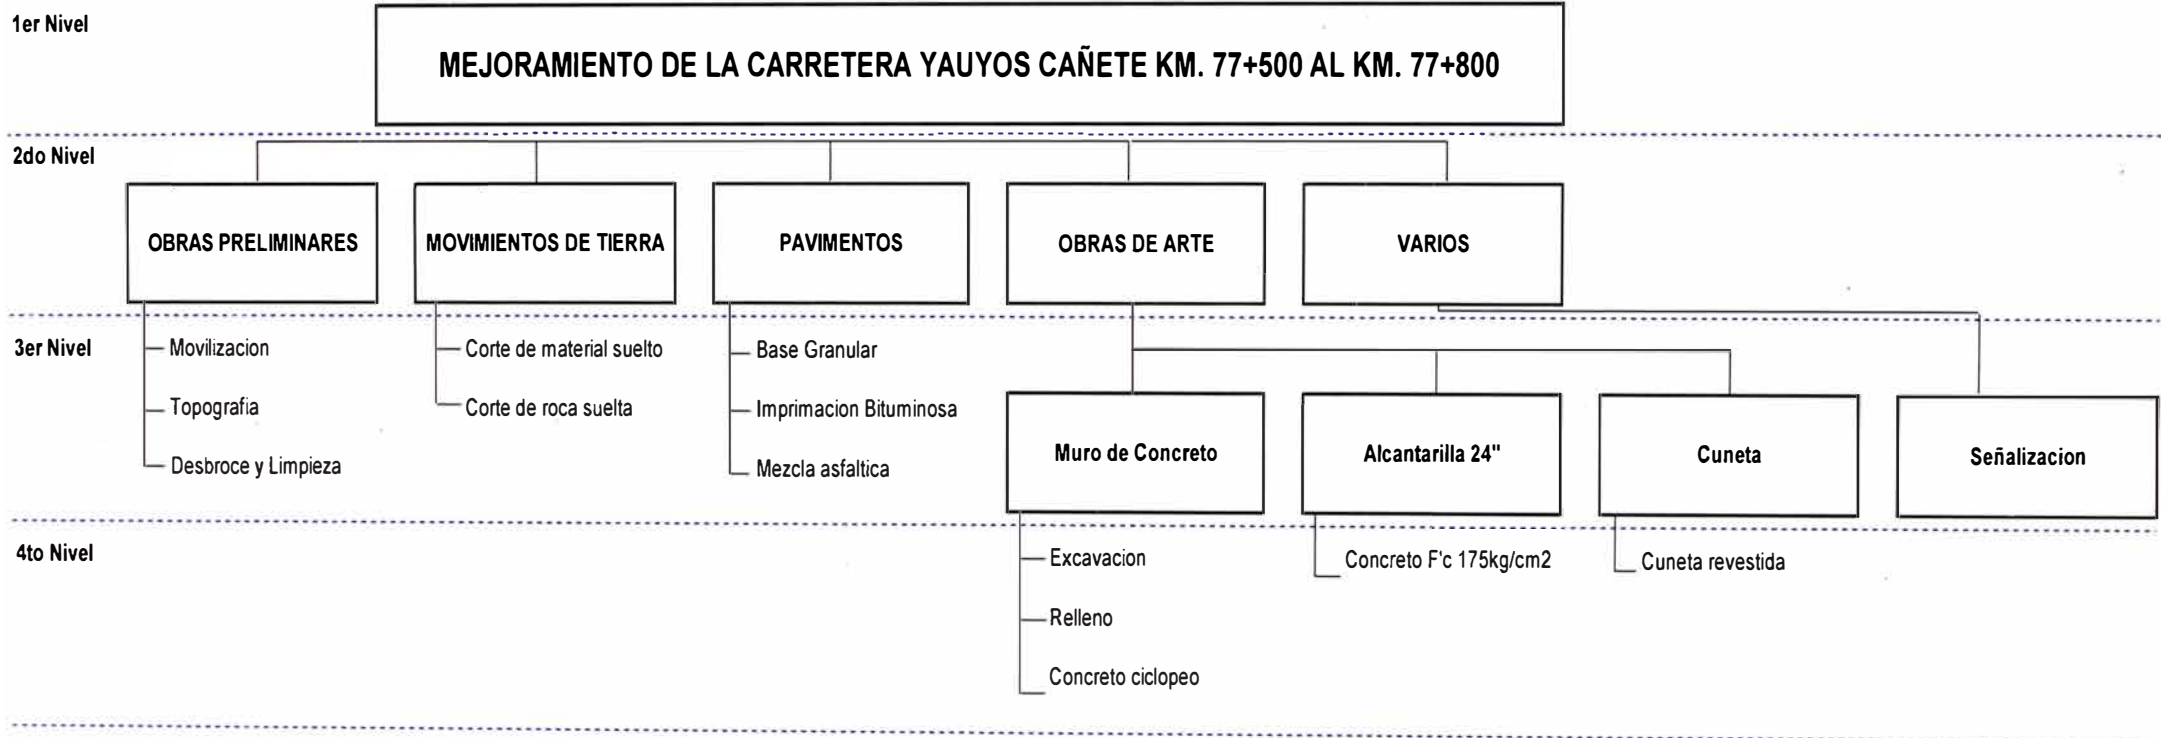 1er Nivel
MEJORAMIENTO DE LA CARRETERA YAUYOS CAÑETE KM. 77+500 AL KM. 77+800
2do Nivel
OBRAS PRELIMINARES
MOVIMIENTOS DE TIERRA
PAVIMENTOS
OBRAS DE ARTE
VARIOS
3er Nivel
Movilizacion
Topografia
Desbroce y Limpieza
Corte de material suelto
Corte de roca suelta
Base Granular
Imprimacion Bituminosa
Mezcla asfaltica
Muro de Concreto
Alcantarilla 24"
Cuneta
Señalizacion
4to Nivel
Excavacion
Relleno
Concreto ciclopeo
Concreto F'c 175kg/cm2
Cuneta revestida